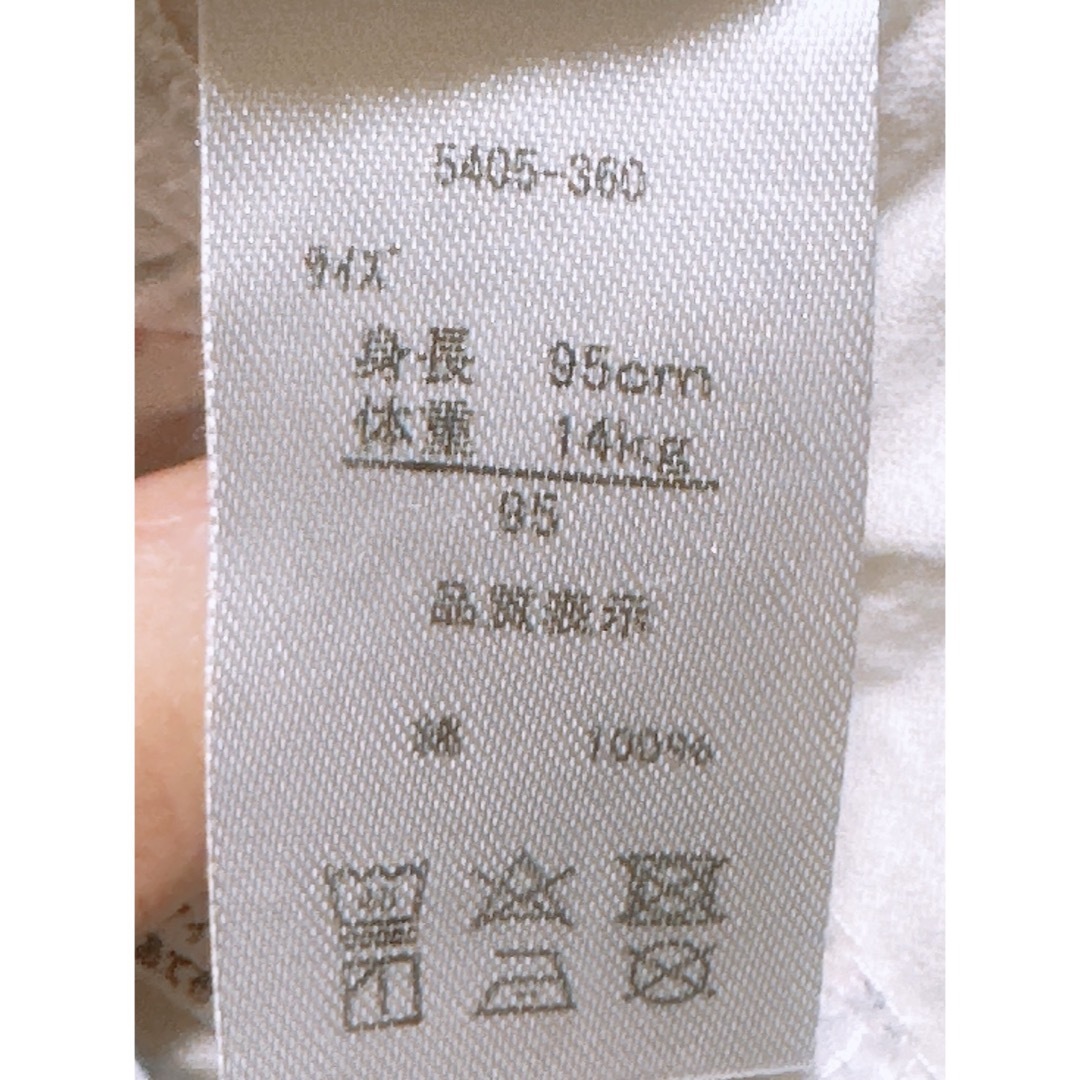 5405-360
サイズ
身長 95cm
体重 14kg
95
品質表示
綿 100%